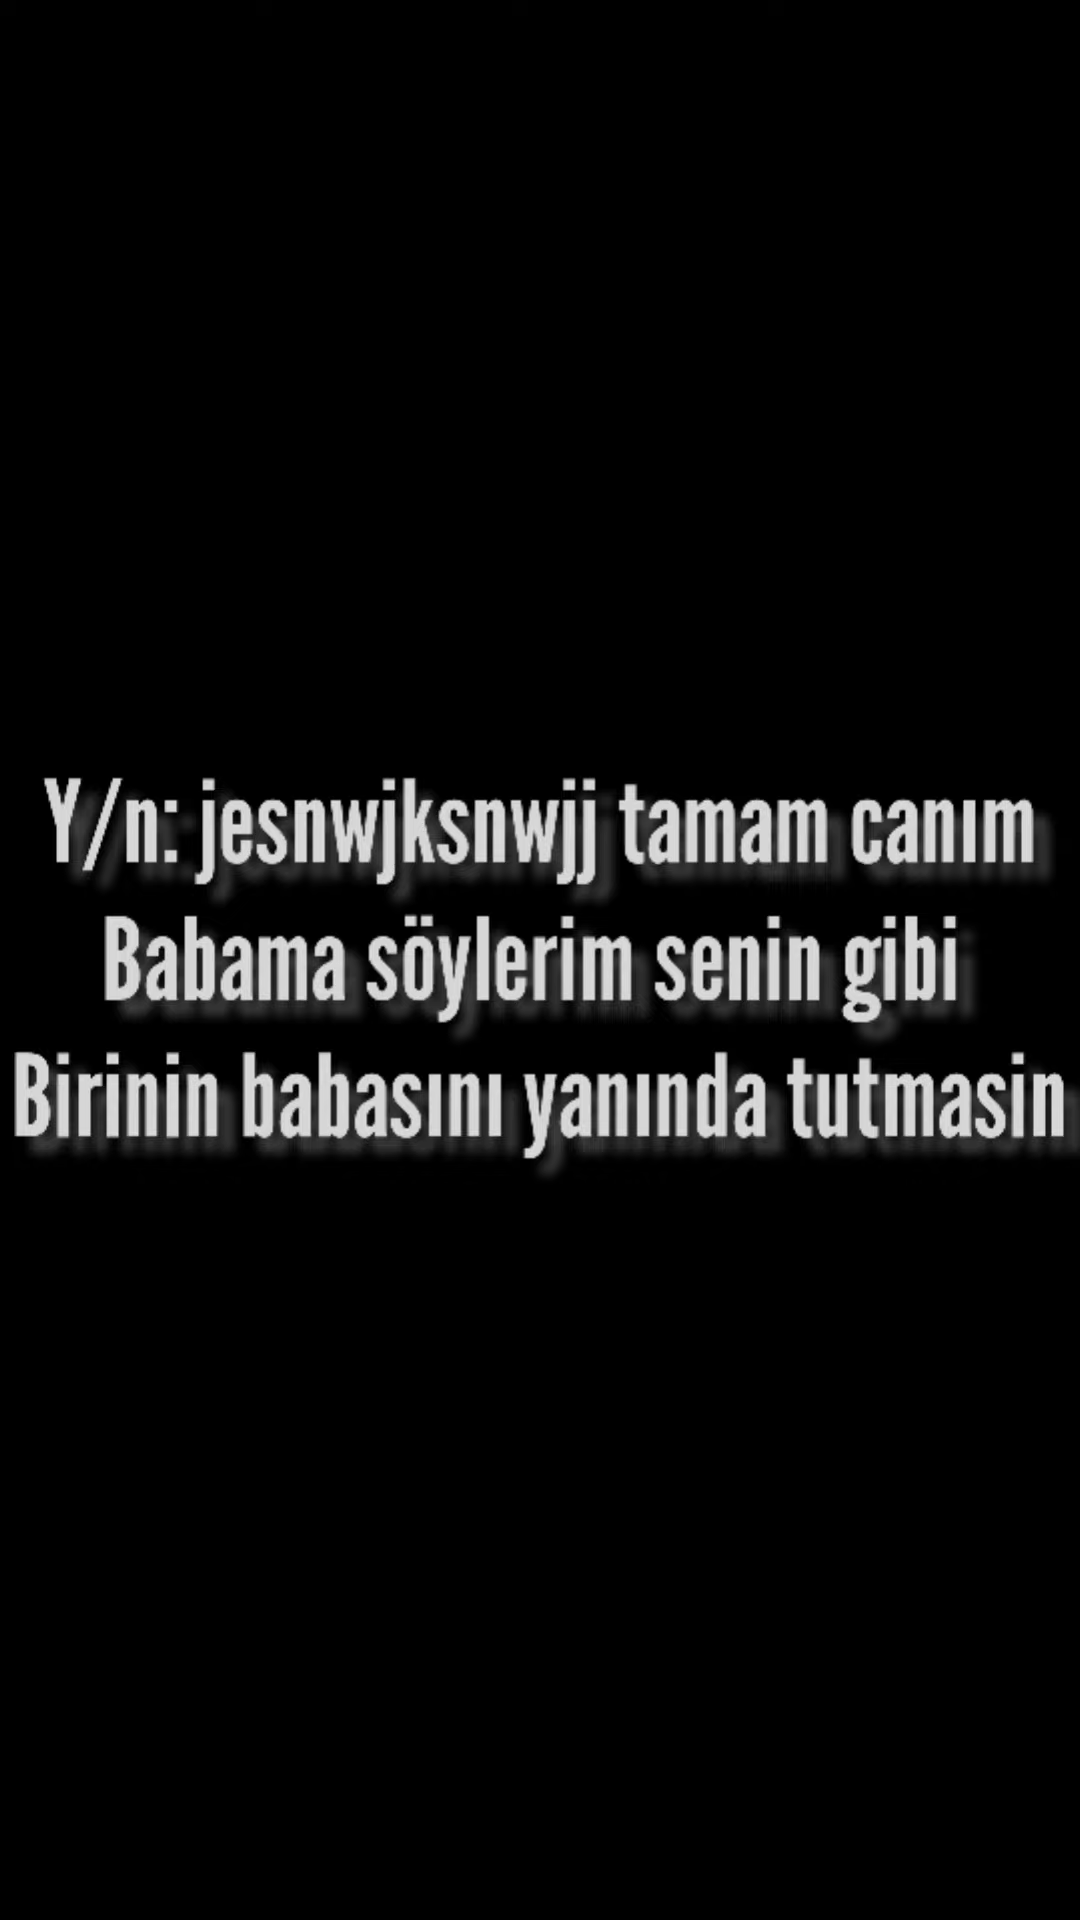 Y/n: jesnwjksnwjj tamam canım
Babama söylerim senin gibi
Birinin babasını yanında tutmasin